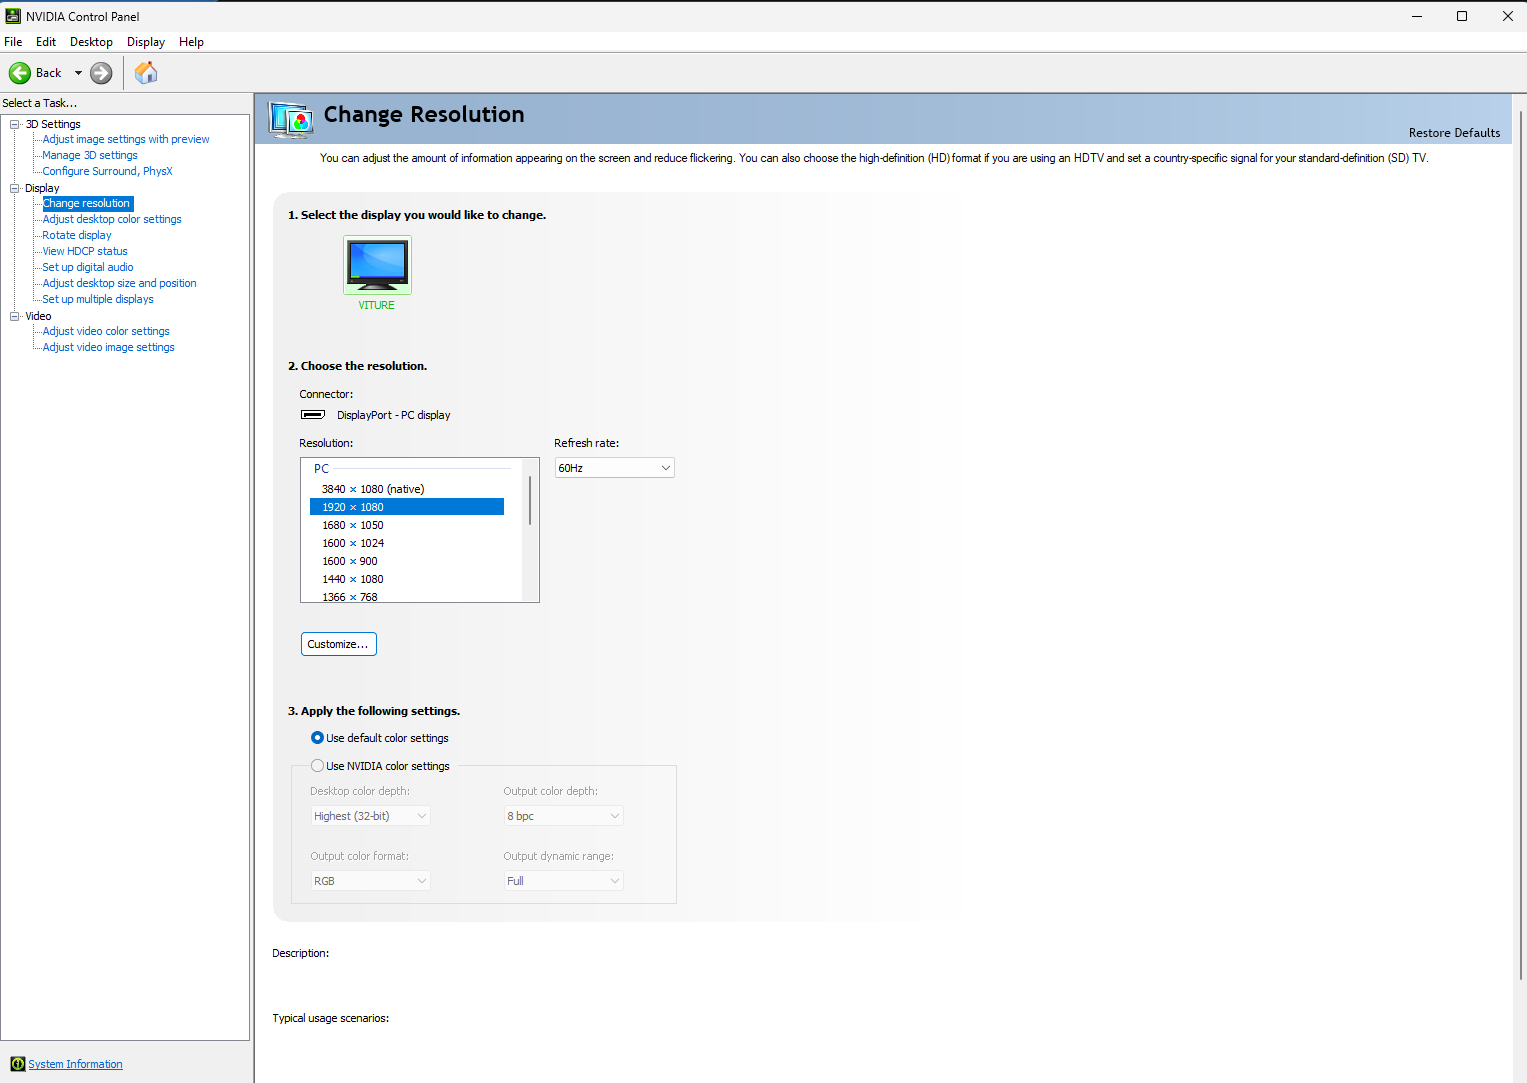 NVIDIA Control Panel
File Edit Desktop Display Help
Back
Select a Task...
3D Settings
Adjust image settings with preview
Manage 3D settings
Configure Surround, PhysX
Display
Change resolution
Adjust desktop color settings
Rotate display
View HDCP status
Set up digital audio
Adjust desktop size and position
Set up multiple displays
Video
Adjust video color settings
Adjust video image settings
System Information
Change Resolution
Restore Defaults
You can adjust the amount of information appearing on the screen and reduce flickering. You can also choose the high-definition (HD) format if you are using an HDTV and set a country-specific signal for your standard-definition (SD) TV.
1. Select the display you would like to change.
VITURE
2. Choose the resolution.
Connector:
DisplayPort - PC display
Resolution:
Refresh rate:
PC
60Hz
3840 × 1080 (native)
1920 × 1080
1680 × 1050
1600 × 1024
1600 × 900
1440 × 1080
1366 × 768
Customize...
3. Apply the following settings.
Use default color settings
Use NVIDIA color settings
Desktop color depth:
Output color depth:
Highest (32-bit)
8 bpc
Output color format:
Output dynamic range:
RGB
Full
Description:
Typical usage scenarios: